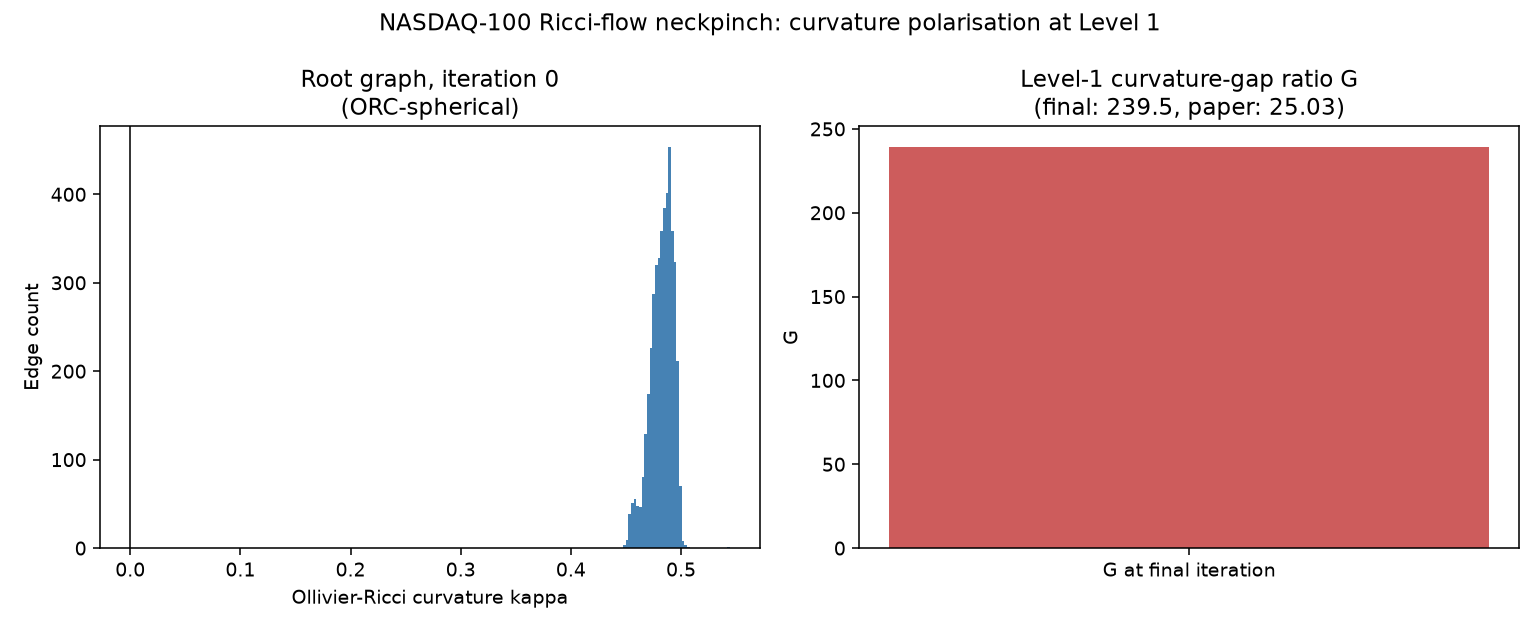 NASDAQ-100 Ricci-flow neckpinch: curvature polarisation at Level 1
Root graph, iteration 0
(ORC-spherical)
Edge count
400
300
200
100
0
0.0 0.1 0.2 0.3 0.4 0.5
Ollivier-Ricci curvature kappa
Level-1 curvature-gap ratio G
(final: 239.5, paper: 25.03)
G
250
200
150
100
50
0
G at final iteration